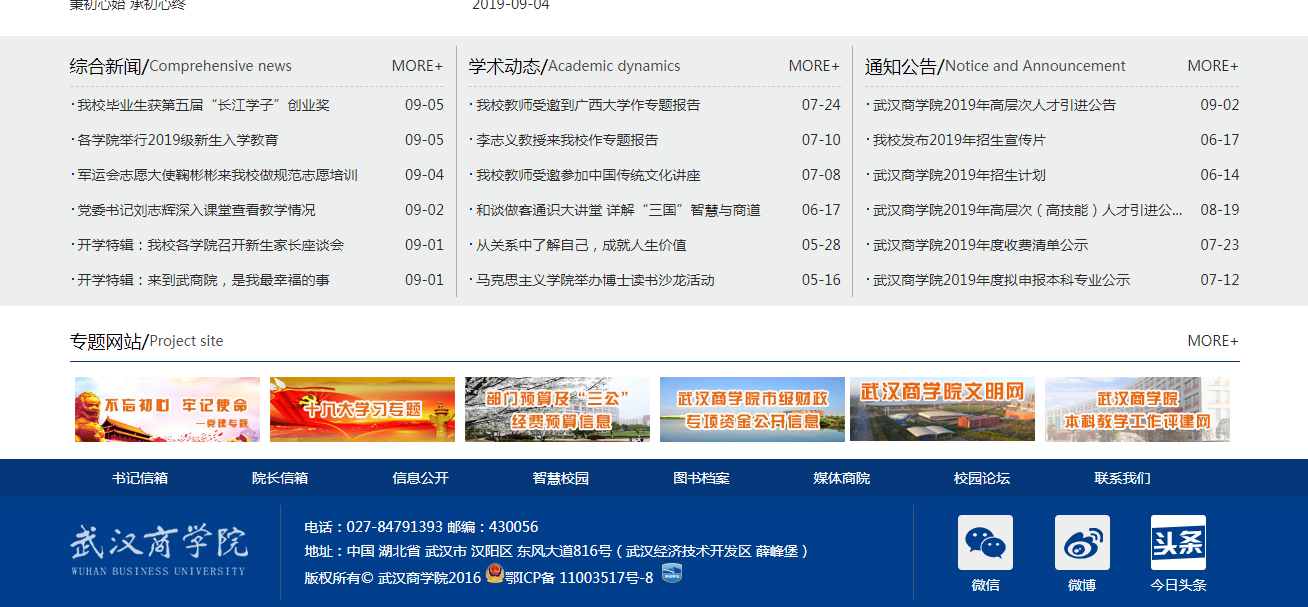 秉初心始 承初心终
2019-09-04
综合新闻/Comprehensive news MORE+
·我校毕业生获第五届“长江学子”创业奖 09-05
·各学院举行2019级新生入学教育 09-05
·军运会志愿大使鞠彬彬来我校做规范志愿培训 09-04
·党委书记刘志辉深入课堂查看教学情况 09-02
·开学特辑：我校各学院召开新生家长座谈会 09-01
·开学特辑：来到武商院，是我最幸福的事 09-01
学术动态/Academic dynamics MORE+
·我校教师受邀到广西大学作专题报告 07-24
·李志义教授来我校作专题报告 07-10
·我校教师受邀参加中国传统文化讲座 07-08
·和谈做客通识大讲堂 详解“三国”智慧与商道 06-17
·从关系中了解自己，成就人生价值 05-28
·马克思主义学院举办博士读书沙龙活动 05-16
通知公告/Notice and Announcement MORE+
·武汉商学院2019年高层次人才引进公告 09-02
·我校发布2019年招生宣传片 06-17
·武汉商学院2019年招生计划 06-14
·武汉商学院2019年高层次（高技能）人才引进公... 08-19
·武汉商学院2019年度收费清单公示 07-23
·武汉商学院2019年度拟申报本科专业公示 07-12
专题网站/Project site MORE+
不忘初心 牢记使命
—党建专题
十九大学习专题
部门预算及“三公”
经费预算信息
武汉商学院市级财政
专项资金公开信息
武汉商学院文明网
武汉商学院
本科教学工作评建网
书记信箱 院长信箱 信息公开 智慧校园 图书档案 媒体商院 校园论坛 联系我们
武汉商学院
WUHAN BUSINESS UNIVERSITY
电话：027-84791393 邮编：430056
地址：中国 湖北省 武汉市 汉阳区 东风大道816号（武汉经济技术开发区 薛峰堡）
版权所有© 武汉商学院2016 鄂ICP备 11003517号-8
微信
微博
头条
今日头条